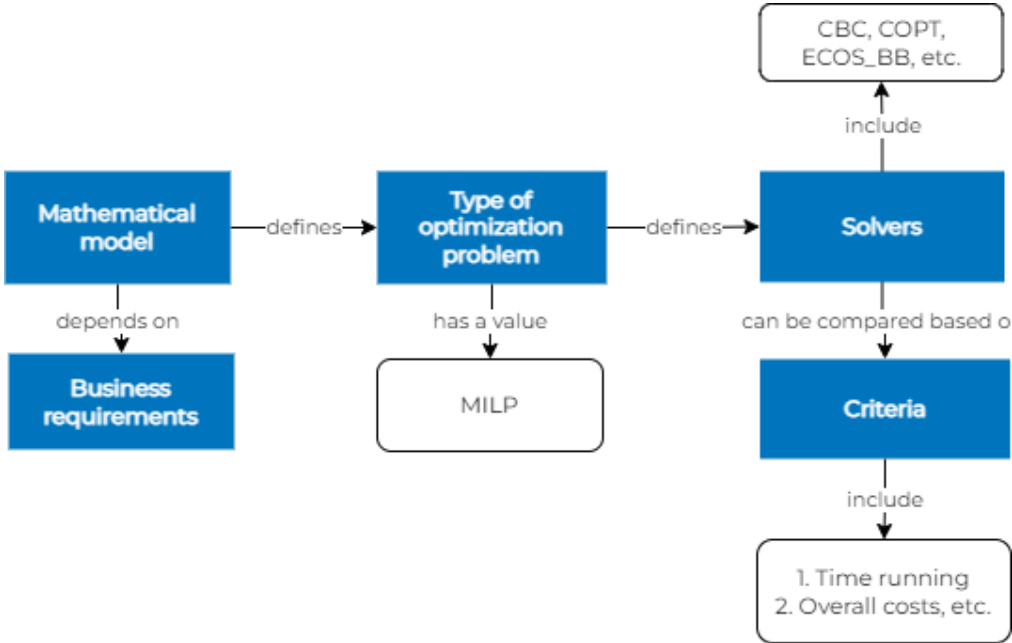 CBC, COPT,
ECOS_BB, etc.
include
Mathematical
model
defines
Type of
optimization
problem
defines
Solvers
depends on
has a value
can be compared based o
Business
requirements
MILP
Criteria
include
1. Time running
2. Overall costs, etc.